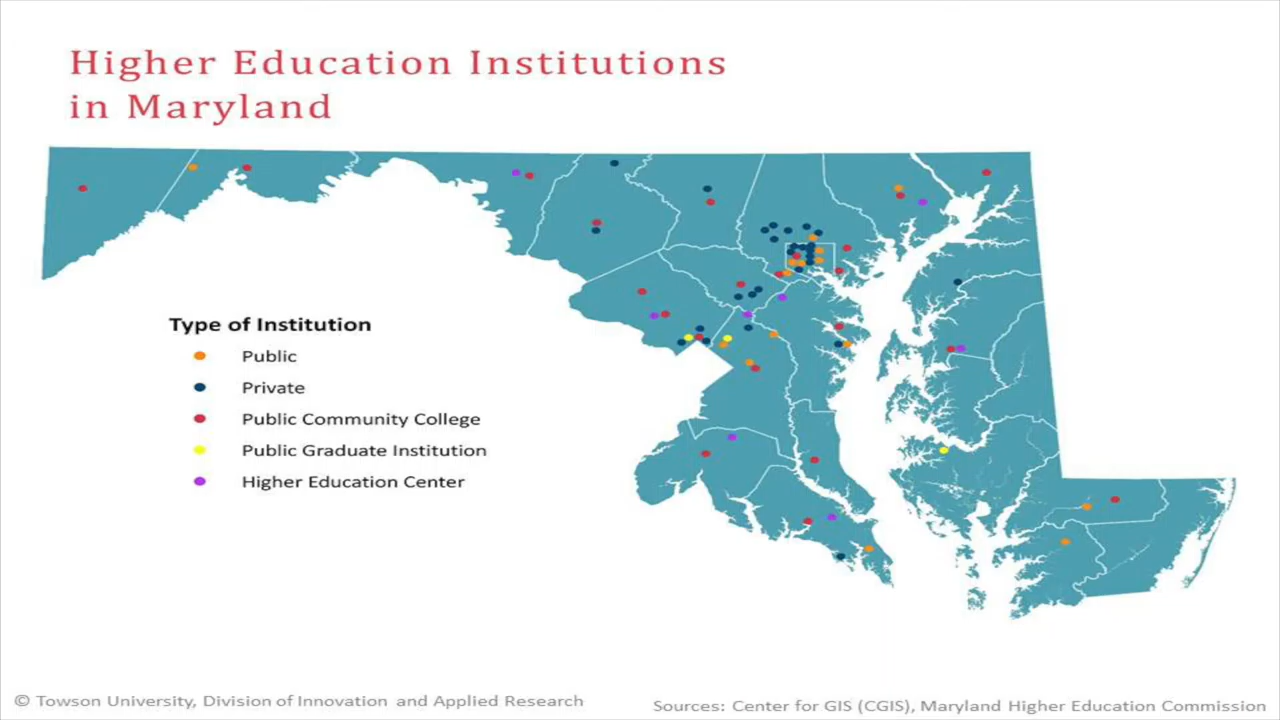 Higher Education Institutions
in Maryland
Type of Institution
Public
Private
Public Community College
Public Graduate Institution
Higher Education Center
© Towson University, Division of Innovation and Applied Research
Sources: Center for GIS (CGIS), Maryland Higher Education Commission